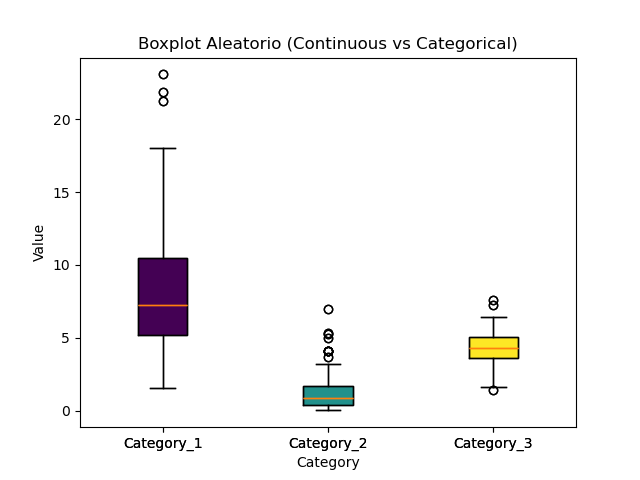 Boxplot Aleatorio (Continuous vs Categorical)
20
15
10
5
0
Value
Category_1 Category_2 Category_3
Category